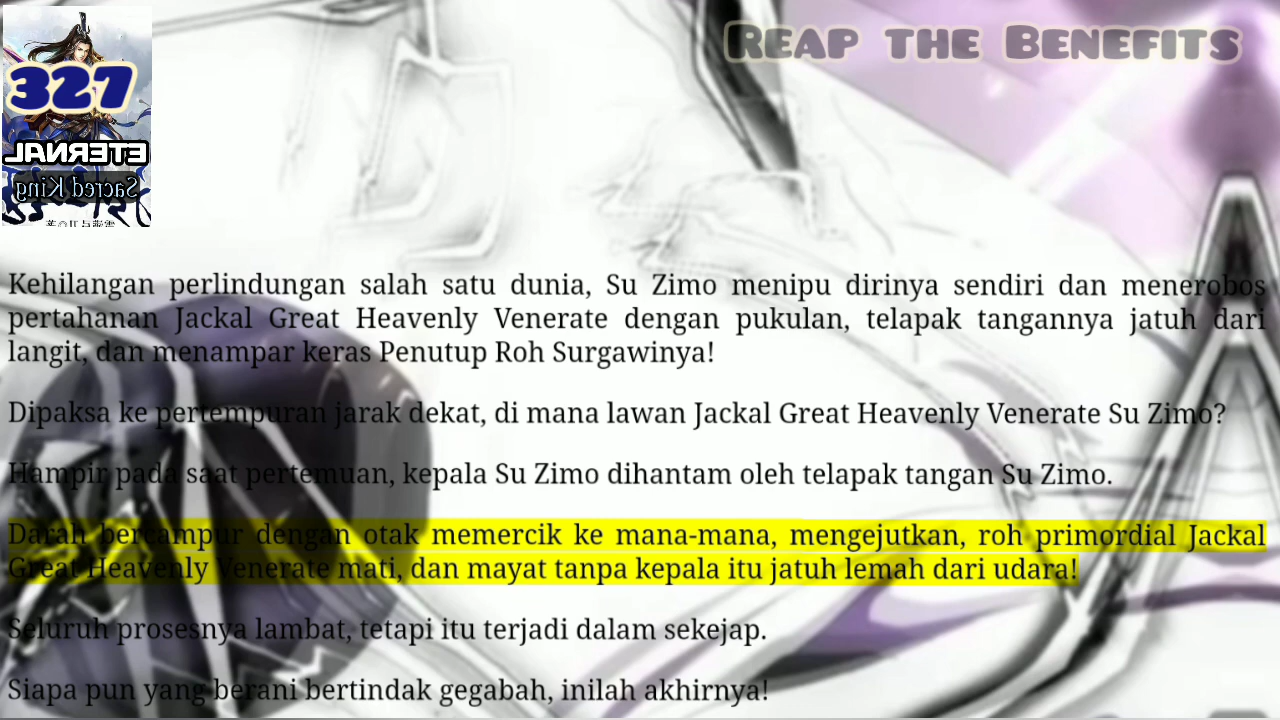 Reap the Benefits
327
ETERNAL
Sacred King
Kehilangan perlindungan salah satu dunia, Su Zimo menipu dirinya sendiri dan menerobos
pertahanan Jackal Great Heavenly Venerate dengan pukulan, telapak tangannya jatuh dari
langit, dan menampar keras Penutup Roh Surgawinya!
Dipaksa ke pertempuran jarak dekat, di mana lawan Jackal Great Heavenly Venerate Su Zimo?
Hampir pada saat pertemuan, kepala Su Zimo dihantam oleh telapak tangan Su Zimo.
Darah bercampur dengan otak memercik ke mana-mana, mengejutkan, roh primordial Jackal
Great Heavenly Venerate mati, dan mayat tanpa kepala itu jatuh lemah dari udara!
Seluruh prosesnya lambat, tetapi itu terjadi dalam sekejap.
Siapa pun yang berani bertindak gegabah, inilah akhirnya!